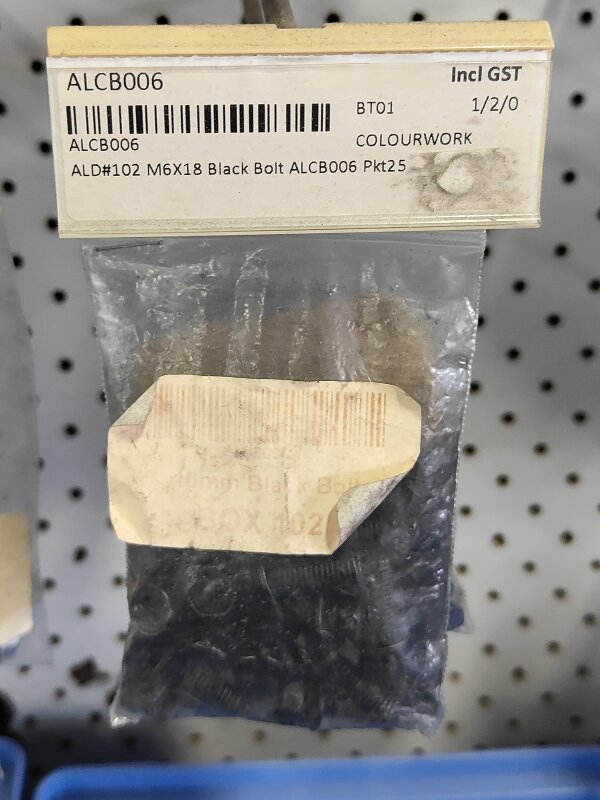 ALCB006 Incl GST
BT01 1/2/0
ALCB006 COLOURWORK
ALD#102 M6X18 Black Bolt ALCB006 Pkt25
10mm Black Bolt
BOX 102